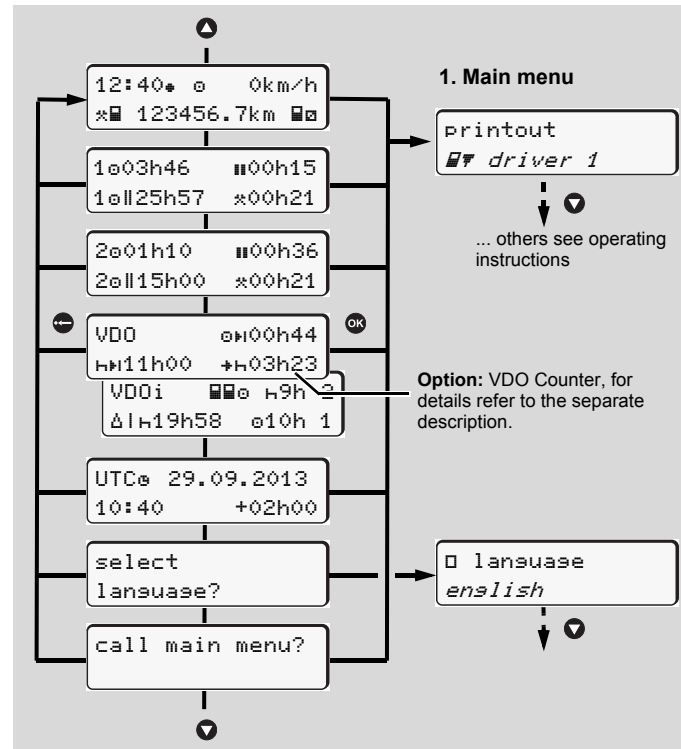 12:40● ⊙ 0km/h
1. Main menu
123456.7km
printout
driver 1
1⊙03h46 00h15
1⊙||25h57 00h21
... others see operating
instructions
2⊙01h10 00h36
2⊙||15h00 00h21
VDO 00h44
OK
11h00 03h23
VDOi 9h 2
Option: VDO Counter, for
details refer to the separate
description.
19h58 ⊙10h 1
UTC 29.09.2013
10:40 +02h00
select
language?
language
english
call main menu?